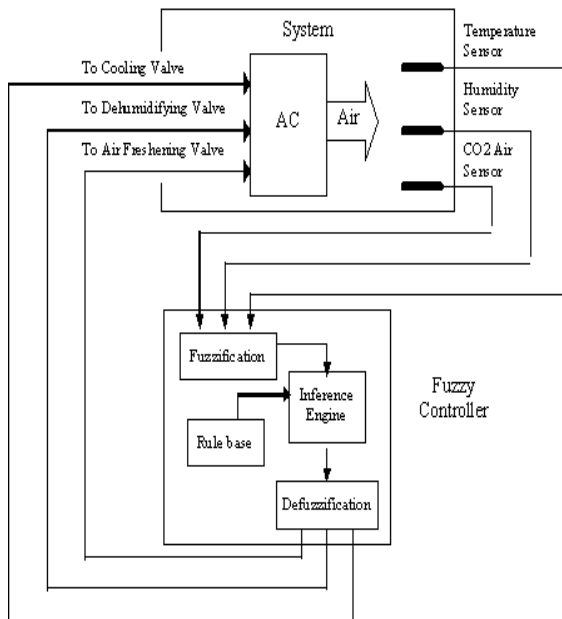 System
Temperature
Sensor
To Cooling Valve
Humidity
Sensor
To Dehumidifying Valve
AC
Air
To Air Freshening Valve
CO2 Air
Sensor
Fuzzification
Inference
Engine
Fuzzy
Controller
Rule base
Defuzzification